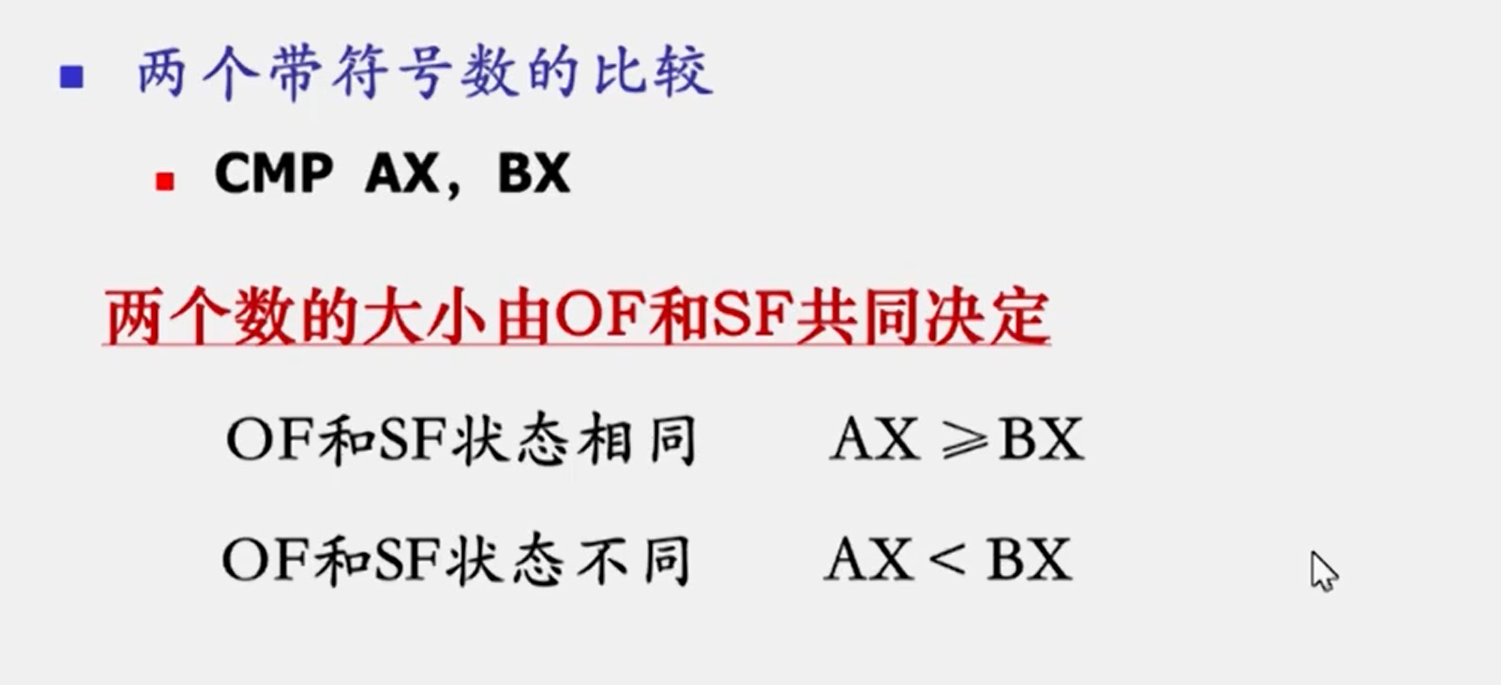 两个带符号数的比较
CMP AX，BX
两个数的大小由OF和SF共同决定
OF和SF状态相同 AX ⩾ BX
OF和SF状态不同 AX < BX